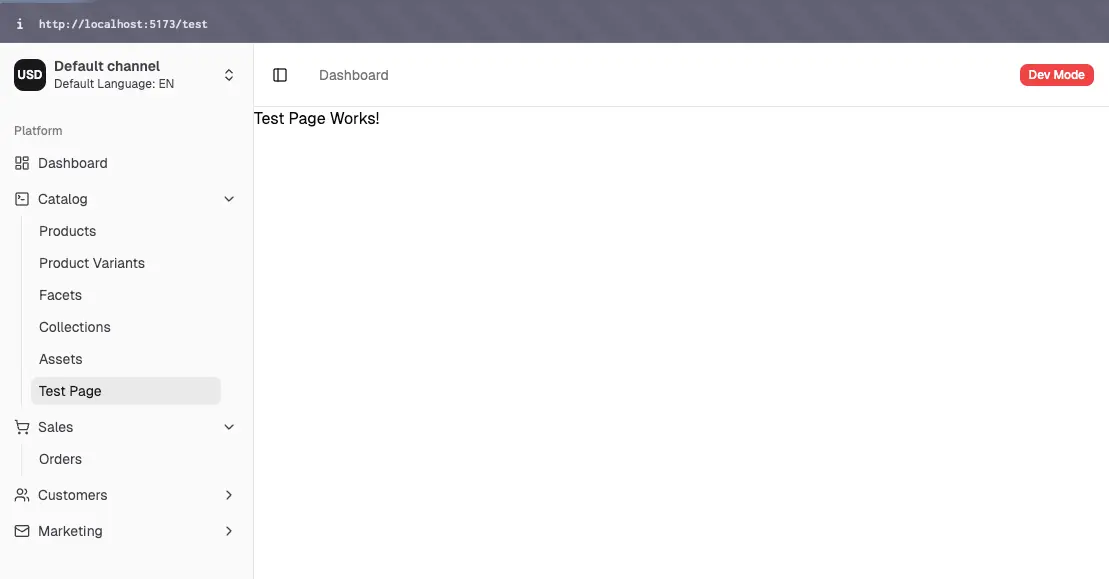 i http://localhost:5173/test
USD
Default channel
Default Language: EN
Dashboard
Dev Mode
Test Page Works!
Platform
Dashboard
Catalog
Products
Product Variants
Facets
Collections
Assets
Test Page
Sales
Orders
Customers
Marketing